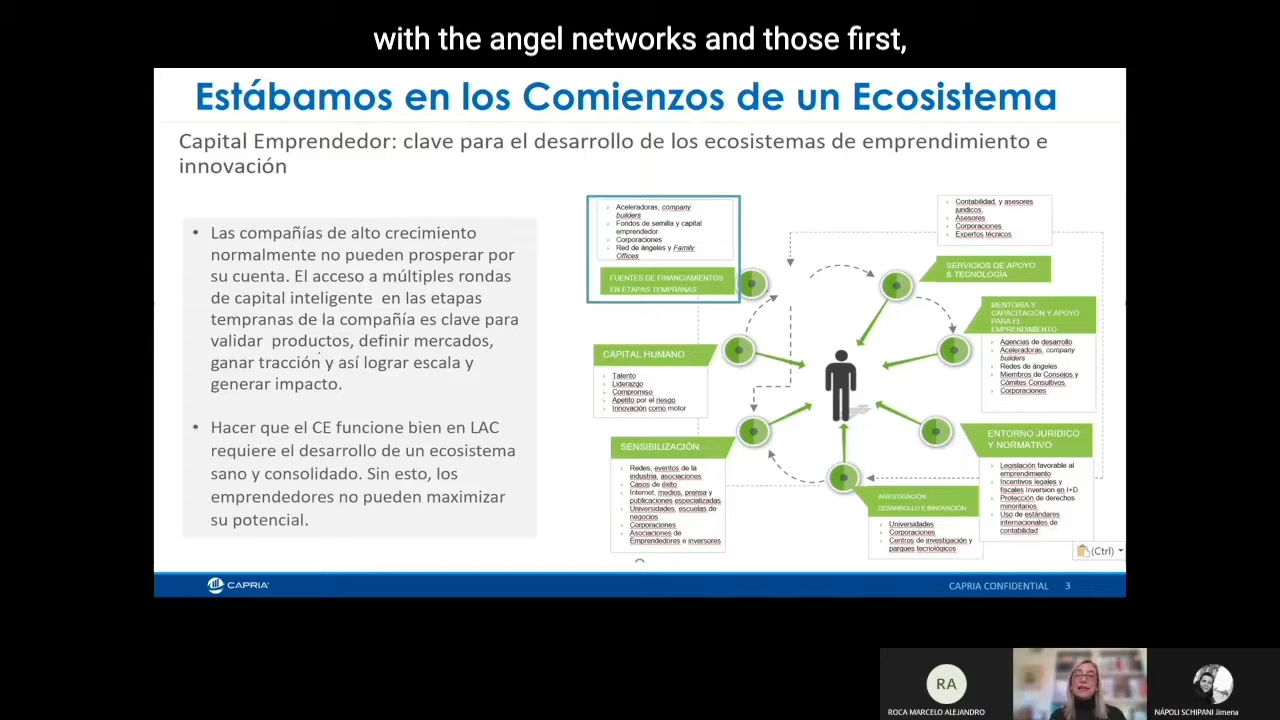 with the angel networks and those first,
Estábamos en los Comienzos de un Ecosistema
Capital Emprendedor: clave para el desarrollo de los ecosistemas de emprendimiento e
innovación
• Las compañías de alto crecimiento
normalmente no pueden prosperar por
su cuenta. El acceso a múltiples rondas
de capital inteligente en las etapas
tempranas de la compañía es clave para
validar productos, definir mercados,
ganar tracción y así lograr escala y
generar impacto.
• Hacer que el CE funcione bien en LAC
requiere el desarrollo de un ecosistema
sano y consolidado. Sin esto, los
emprendedores no pueden maximizar
su potencial.
Aceleradoras, company
builders
Fondos de semilla y capital
emprendedor
Corporaciones
Red de ángeles y Family
Offices
FUENTES DE FINANCIAMIENTOS
EN ETAPAS TEMPRANAS
Contabilidad, y asesores
jurídicos,
Asesores
Corporaciones
Expertos técnicos
SERVICIOS DE APOYO
& TECNOLOGIA
MENTORIA Y
CAPACITACIÓN Y APOYO
PARA EL
EMPRENDIMIENTO
Agencias de desarrollo
Aceleradoras, company
builders
Redes de ángeles
Miembros de Consejos y
Cómites Consultivos
Corporaciones
CAPITAL HUMANO
Talento
Liderazgo
Compromiso
Apetito por el riesgo
Innovación como motor
SENSIBILIZACIÓN
Redes, eventos de la
industria, asociaciones
Casos de éxito
Internet, medios, prensa y
publicaciones especializadas
Universidades, escuelas de
negocios
Corporaciones
Asociaciones de
Emprendedores e inversores
ENTORNO JURIDICO
Y NORMATIVO
Legislación favorable al
emprendimiento
Incentivos legales y
fiscales Inversion en I+D
Protección de derechos
minoritarios
Uso de estándares
internacionales de
contabilidad
INVESTIGACIÓN
DESARROLLO E INNOVACIÓN
Universidades
Corporaciones
Centros de investigación y
parques tecnológicos
(Ctrl)
CAPRIA
CAPRIA CONFIDENTIAL 3
RA
ROCA MARCELO ALEJANDRO
NÁPOLI SCHIPANI Jimena